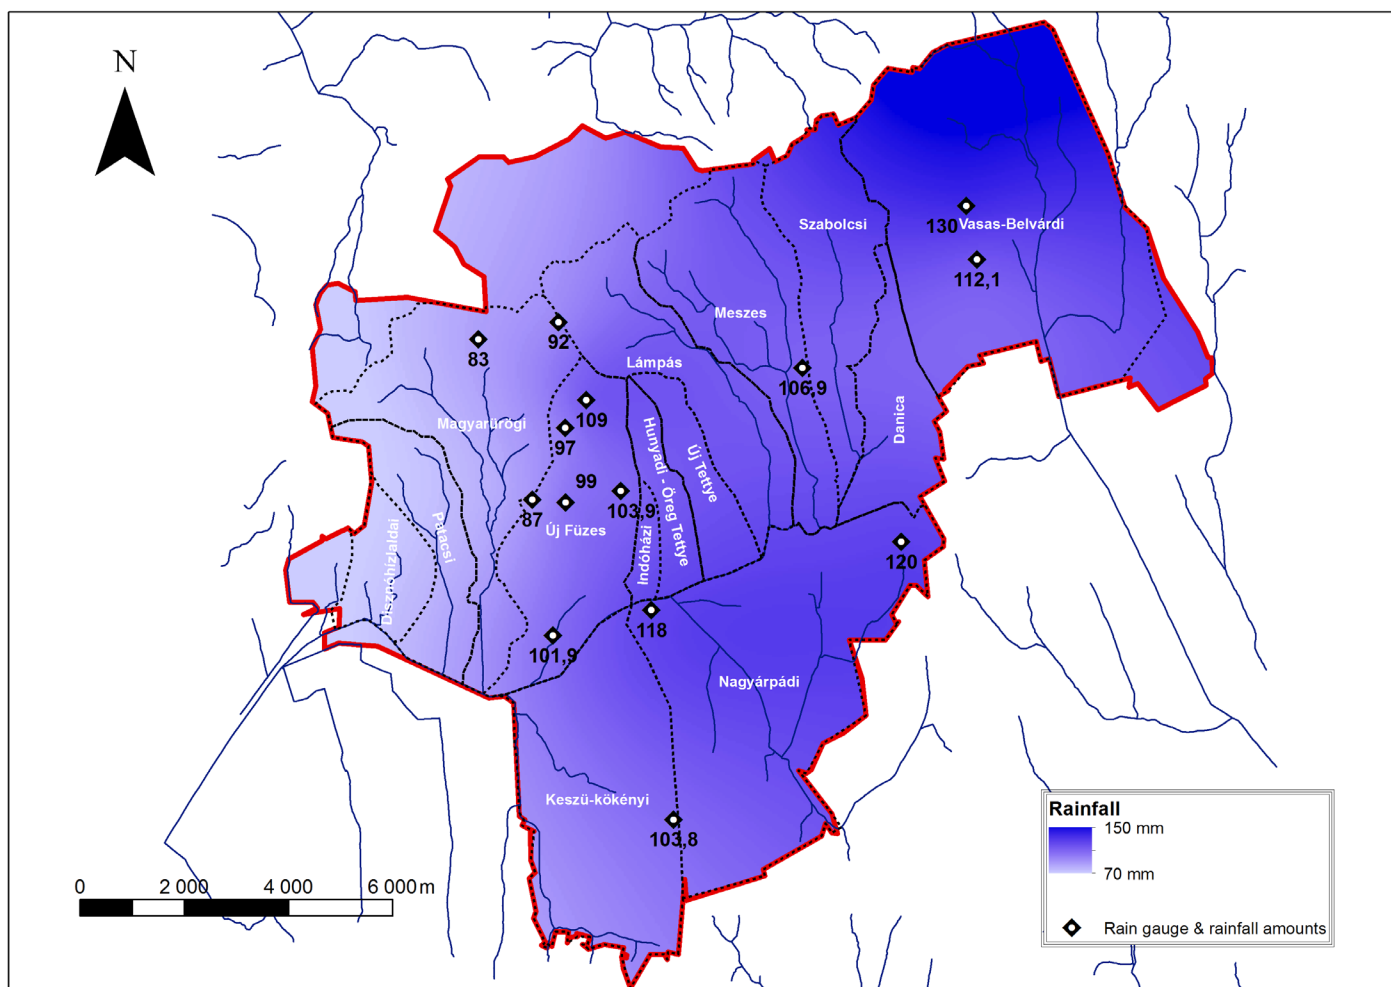 N
Szabolcsi
130
Vasas-Belvárdi
112,1
Meszes
92
83
Lámpás
106,9
109
Magyarürögi
97
Danica
Hunyadi - Öreg Tettye
Új Tettye
99
103,9
87
Új Füzes
Patacsi
Disznóhízlaldai
Indóházi
120
118
101,9
Nagyárpádi
Keszü-kökényi
103,8
0 2 000 4 000 6 000 m
Rainfall
150 mm
70 mm
Rain gauge & rainfall amounts